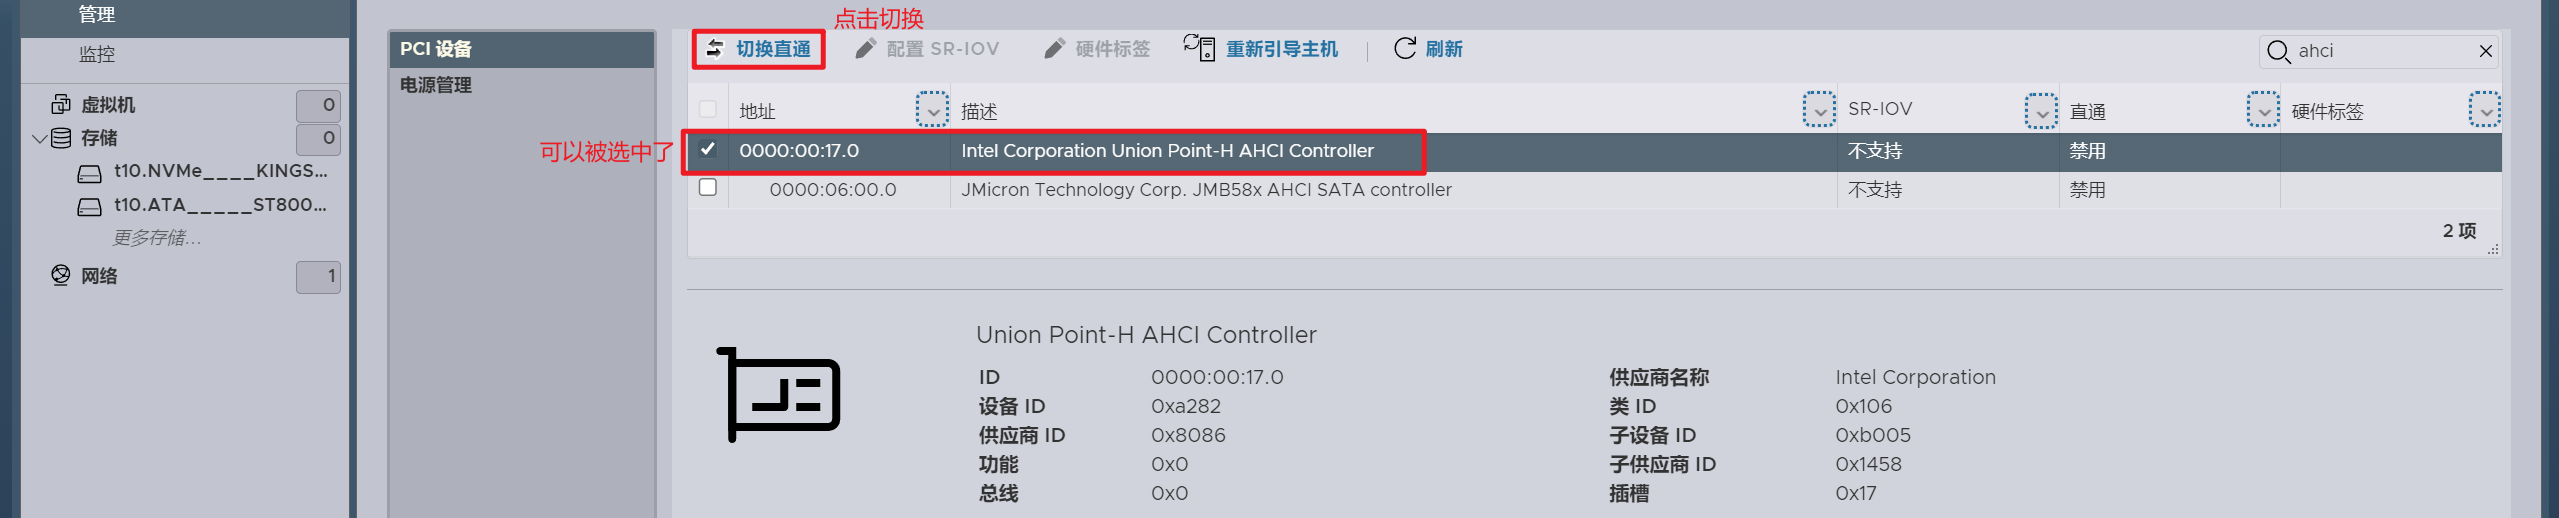 管理
监控
虚拟机 0
存储 0
t10.NVMe____KINGS...
t10.ATA_____ST800...
更多存储...
网络 1
PCI 设备
电源管理
点击切换
切换直通 配置 SR-IOV 硬件标签 重新引导主机 刷新 ahci
地址 描述 SR-IOV 直通 硬件标签
可以被选中了
0000:00:17.0 Intel Corporation Union Point-H AHCI Controller 不支持 禁用
0000:06:00.0 JMicron Technology Corp. JMB58x AHCI SATA controller 不支持 禁用
2 项
Union Point-H AHCI Controller
ID 0000:00:17.0 供应商名称 Intel Corporation
设备 ID 0xa282 类 ID 0x106
供应商 ID 0x8086 子设备 ID 0xb005
功能 0x0 子供应商 ID 0x1458
总线 0x0 插槽 0x17